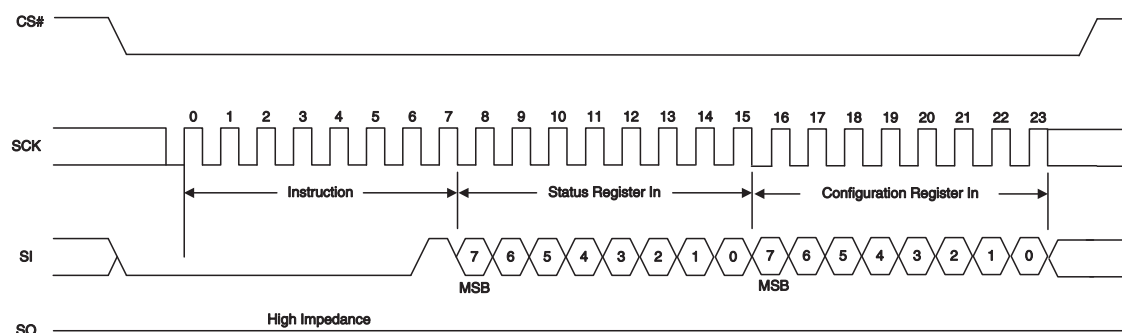 CS#
0 1 2 3 4 5 6 7 8 9 10 11 12 13 14 15 16 17 18 19 20 21 22 23
SCK
Instruction Status Register In Configuration Register In
SI 7 6 5 4 3 2 1 0 7 6 5 4 3 2 1 0
MSB MSB
High Impedance
SO